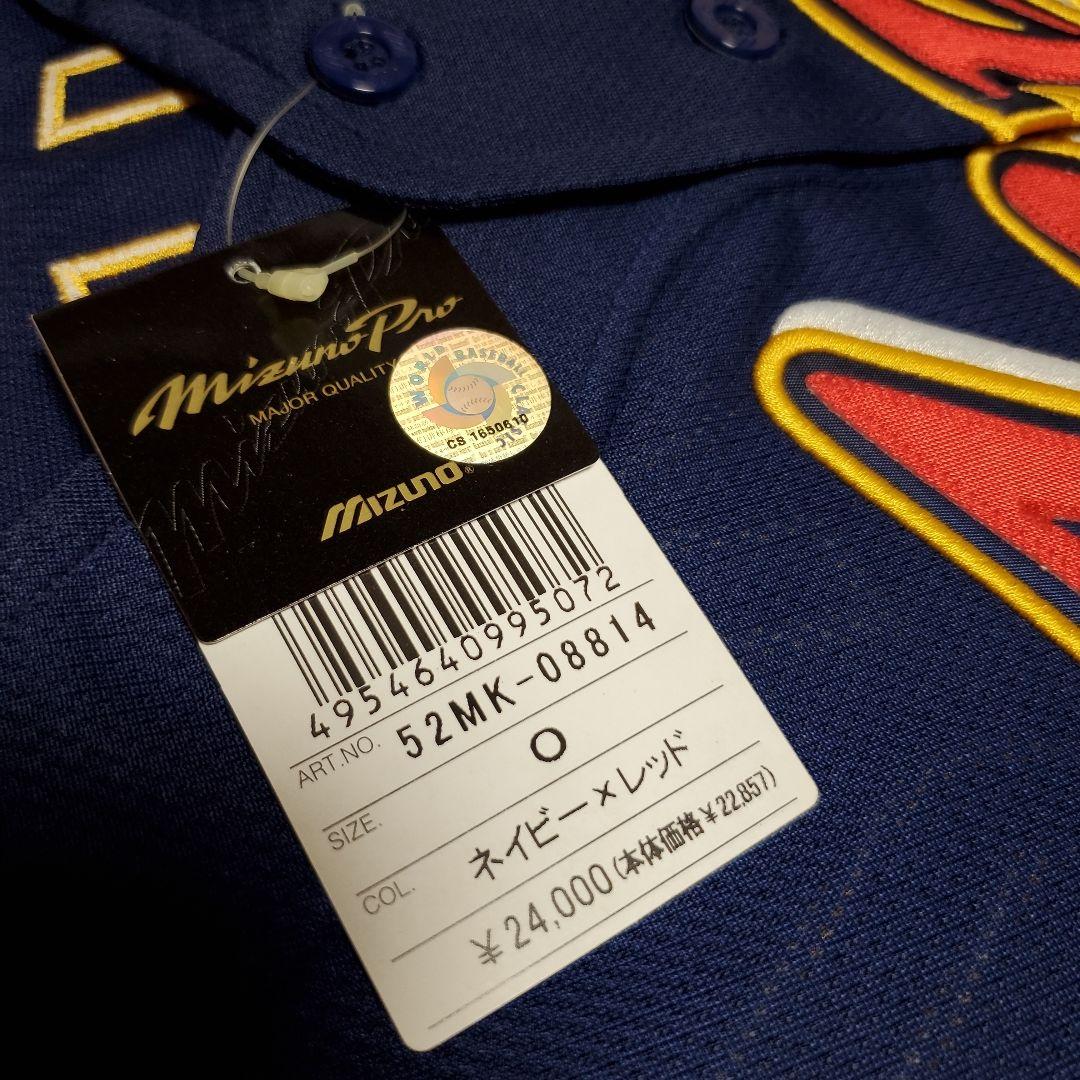 Mizuno Pro
MAJOR QUALITY
WORLD BASEBALL CLASSIC
CS 1650610
MIZUNO®
4954640995072
ART.NO. 52MK-08814
SIZE. O
COL. ネイビー×レッド
¥24,000(本体価格¥22,857)